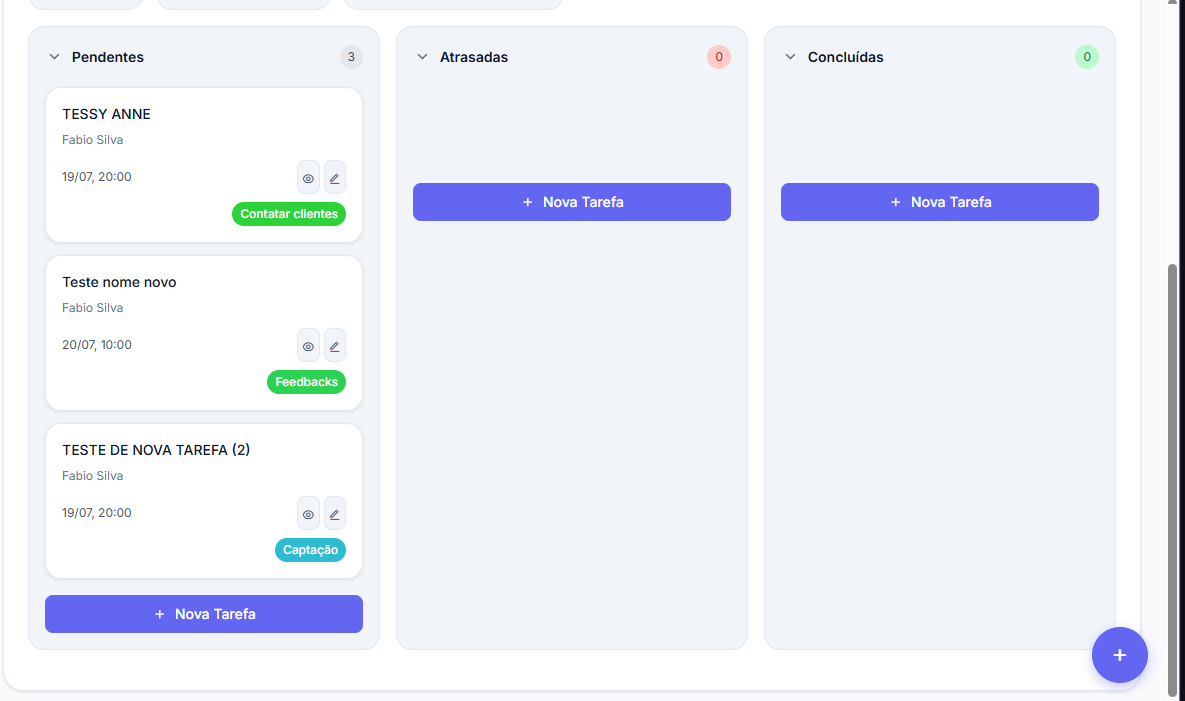 Pendentes 3
TESSY ANNE
Fabio Silva
19/07, 20:00
Contatar clientes
Teste nome novo
Fabio Silva
20/07, 10:00
Feedbacks
TESTE DE NOVA TAREFA (2)
Fabio Silva
19/07, 20:00
Captação
+ Nova Tarefa
Atrasadas 0
+ Nova Tarefa
Concluídas 0
+ Nova Tarefa
+